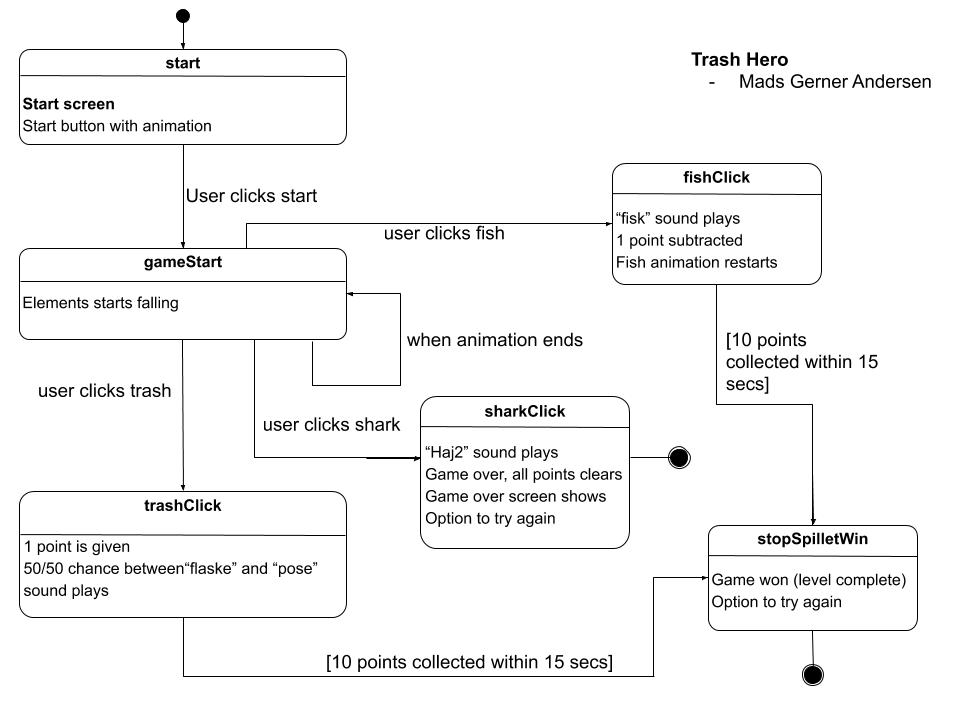 start
Start screen
Start button with animation
Trash Hero
- Mads Gerner Andersen
User clicks start
fishClick
“fisk” sound plays
1 point subtracted
Fish animation restarts
user clicks fish
gameStart
Elements starts falling
when animation ends
[10 points
collected within 15
secs]
user clicks trash
user clicks shark
sharkClick
“Haj2” sound plays
Game over, all points clears
Game over screen shows
Option to try again
trashClick
1 point is given
50/50 chance between“flaske” and “pose”
sound plays
stopSpilletWin
Game won (level complete)
Option to try again
[10 points collected within 15 secs]